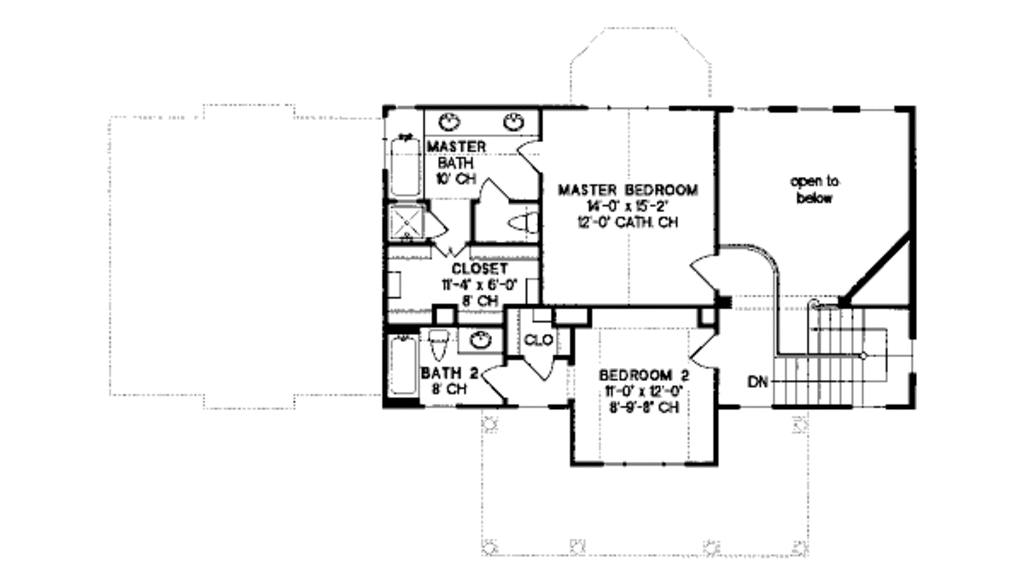 MASTER
BATH
10' CH
MASTER BEDROOM
14'-0" x 15'-2"
12'-0" CATH. CH
open to
below
CLOSET
11'-4" x 6'-0"
8' CH
CLO
BATH 2
8' CH
BEDROOM 2
11'-0" x 12'-0"
8'-9'-8" CH
DN